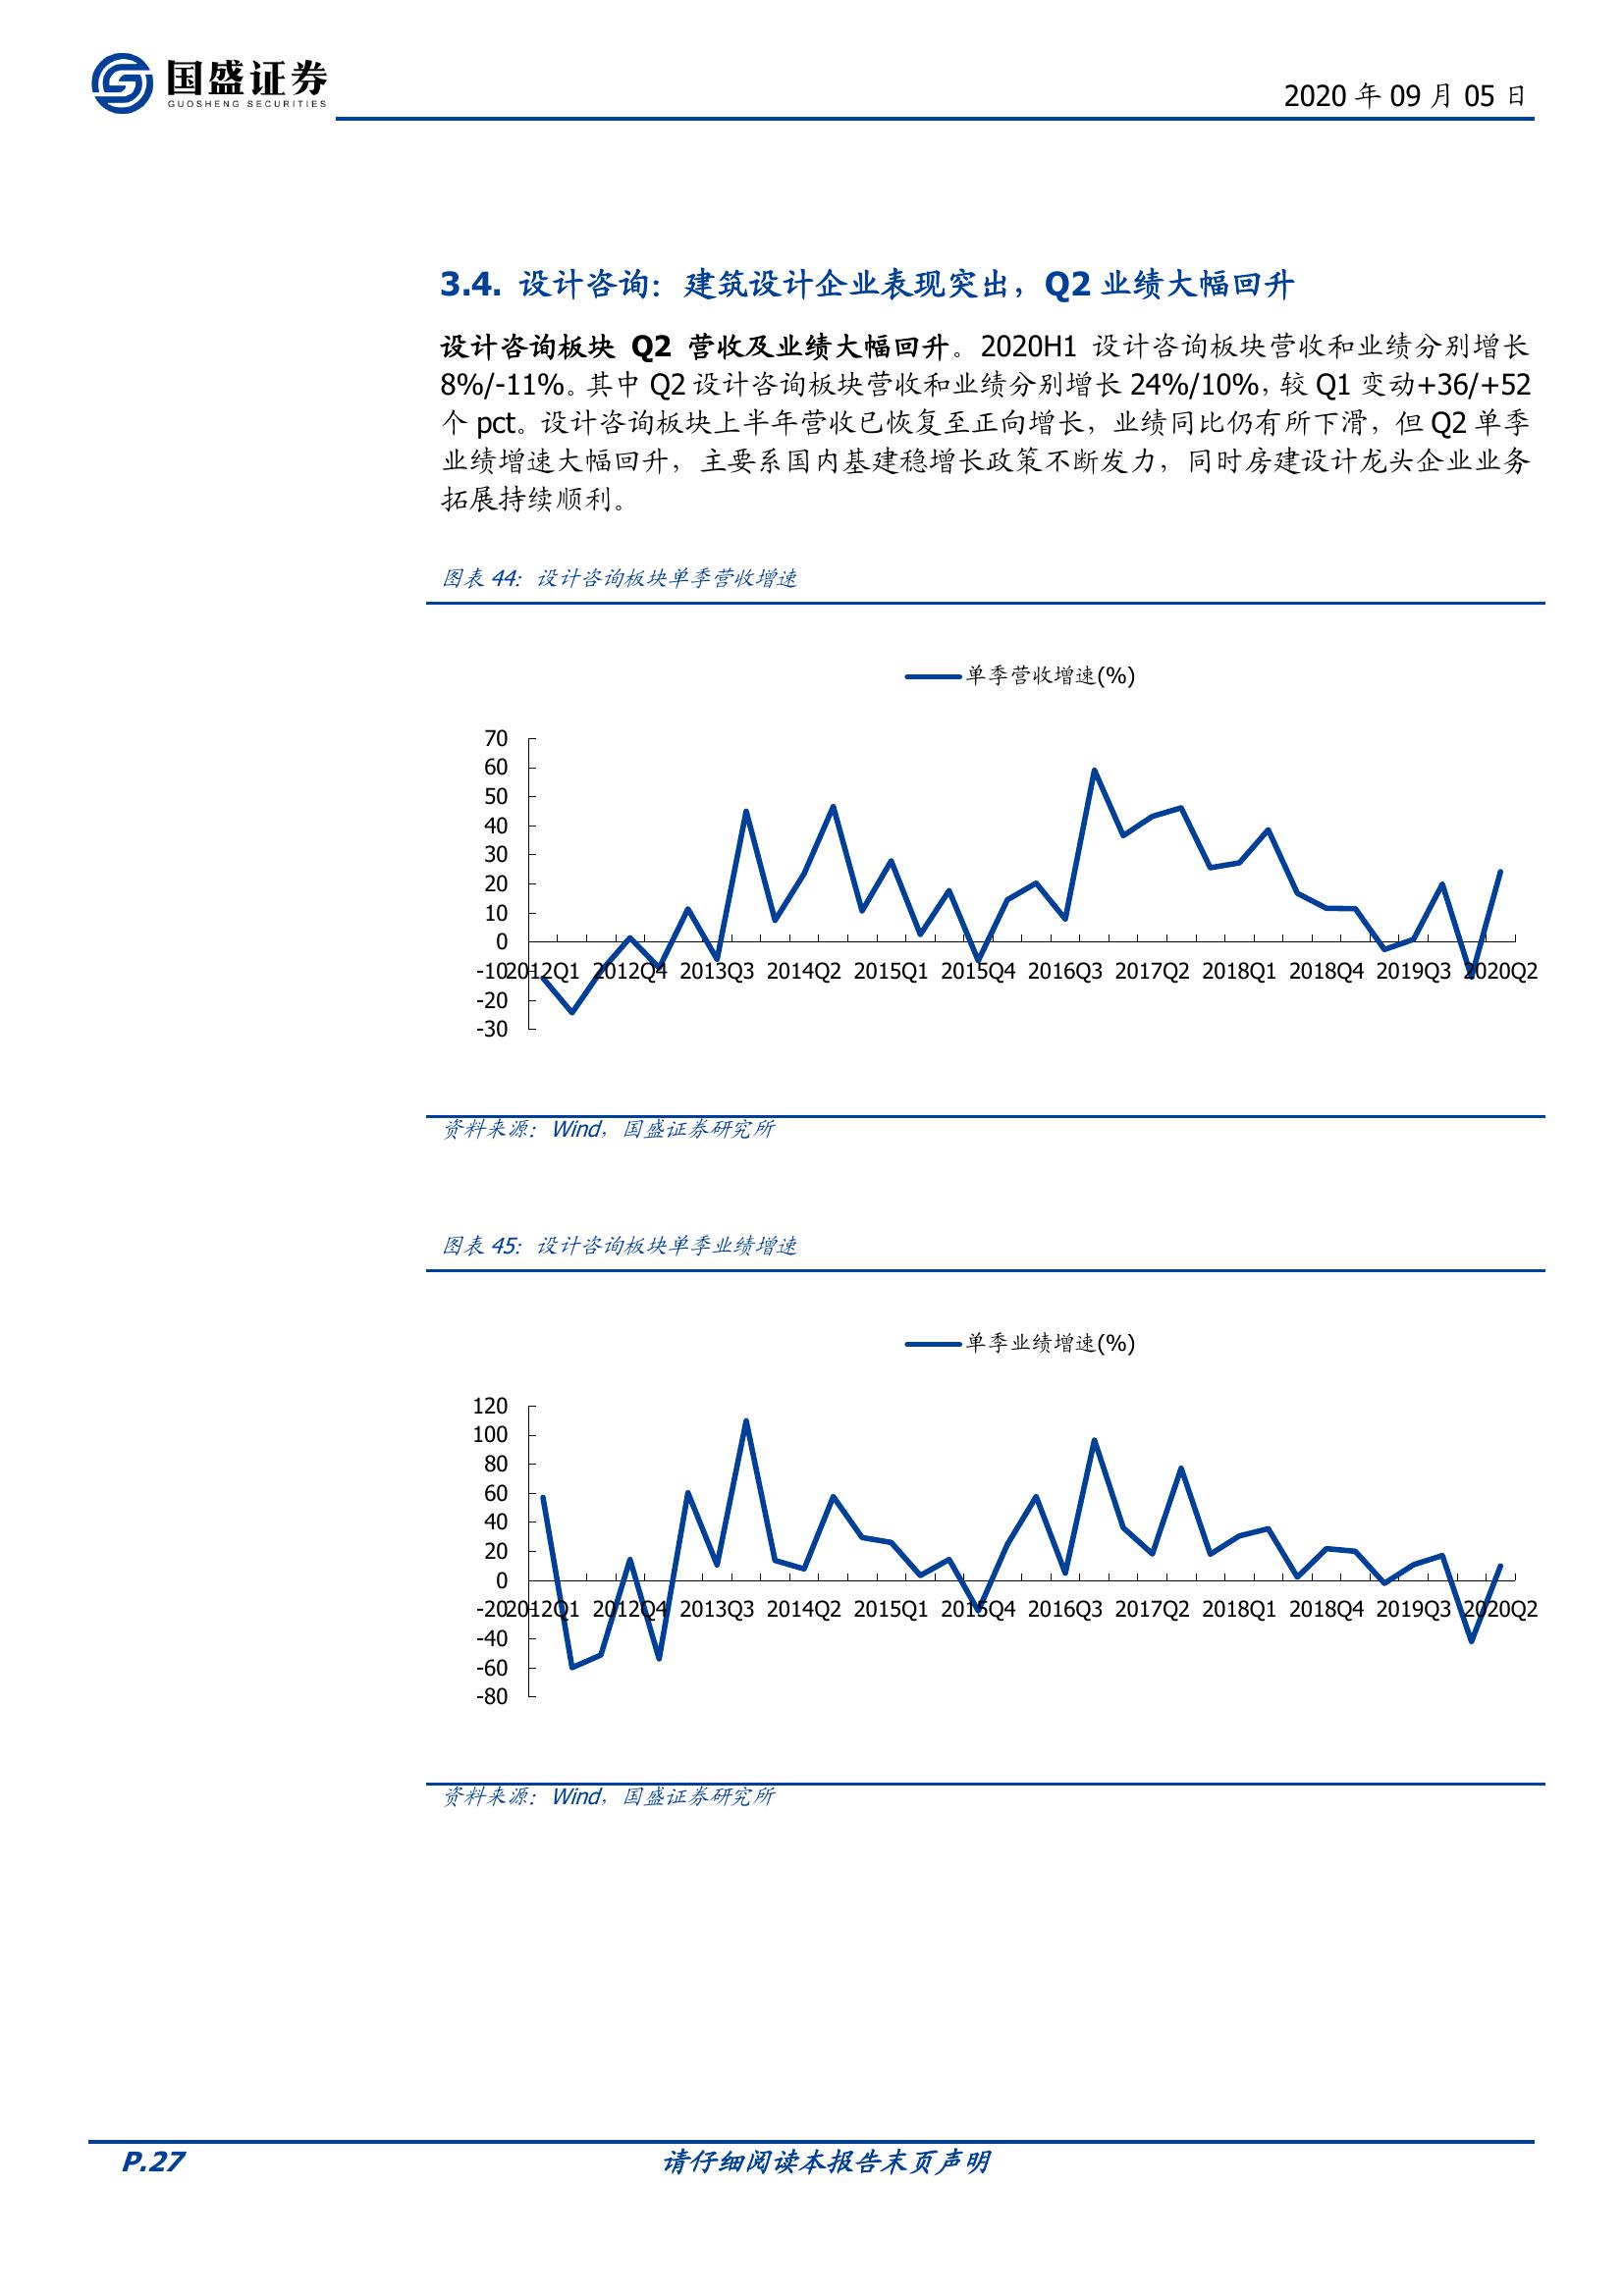 国盛证券
GUOSHENG SECURITIES
2020 年 09 月 05 日
3.4. 设计咨询：建筑设计企业表现突出，Q2 业绩大幅回升
设计咨询板块 Q2 营收及业绩大幅回升。2020H1 设计咨询板块营收和业绩分别增长
8%/-11%。其中 Q2 设计咨询板块营收和业绩分别增长 24%/10%，较 Q1 变动+36/+52
个 pct。设计咨询板块上半年营收已恢复至正向增长，业绩同比仍有所下滑，但 Q2 单季
业绩增速大幅回升，主要系国内基建稳增长政策不断发力，同时房建设计龙头企业业务
拓展持续顺利。
图表 44：设计咨询板块单季营收增速
单季营收增速(%)
70
60
50
40
30
20
10
0
-10
-20
-30
2012Q1 2012Q4 2013Q3 2014Q2 2015Q1 2015Q4 2016Q3 2017Q2 2018Q1 2018Q4 2019Q3 2020Q2
资料来源：Wind，国盛证券研究所
图表 45：设计咨询板块单季业绩增速
单季业绩增速(%)
120
100
80
60
40
20
0
-20
-40
-60
-80
2012Q1 2012Q4 2013Q3 2014Q2 2015Q1 2015Q4 2016Q3 2017Q2 2018Q1 2018Q4 2019Q3 2020Q2
资料来源：Wind，国盛证券研究所
P.27
请仔细阅读本报告末页声明